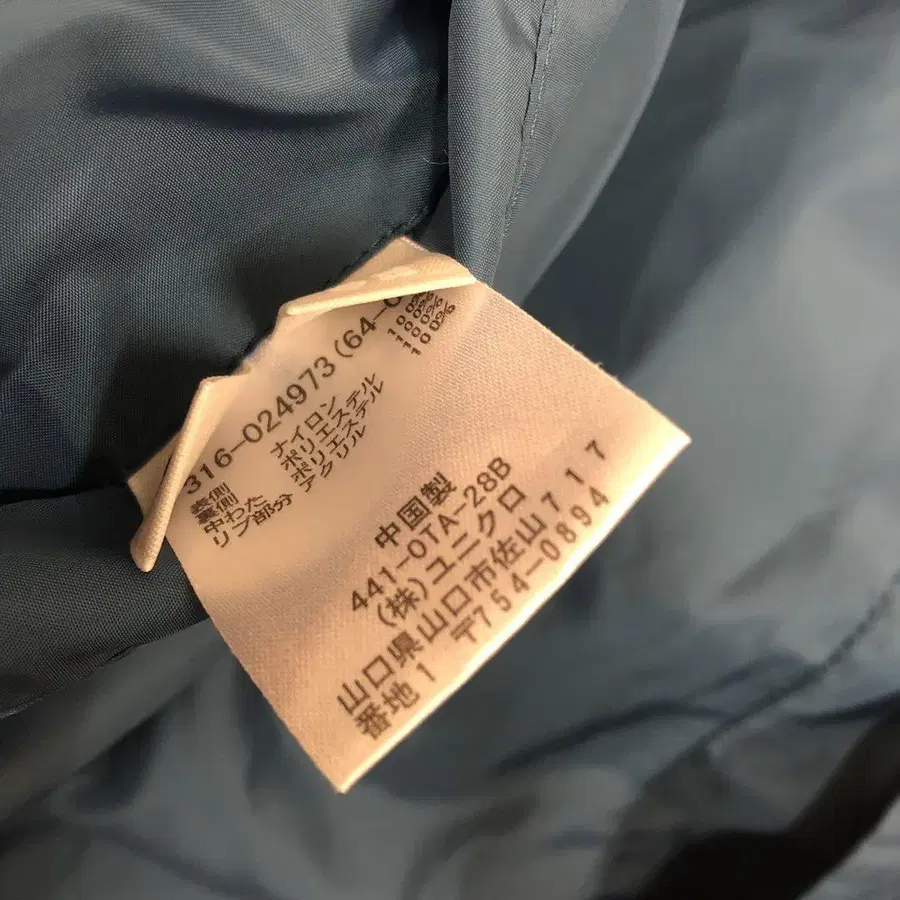 316-024973 (64-0
表側 ナイロン 100%
裏側 ポリエステル 100%
中わた ポリエステル 100%
リブ部分 アクリル 100%
中国製
441-0TA-28B
(株)ユニクロ
山口県山口市佐山717
番地1 〒754-0894